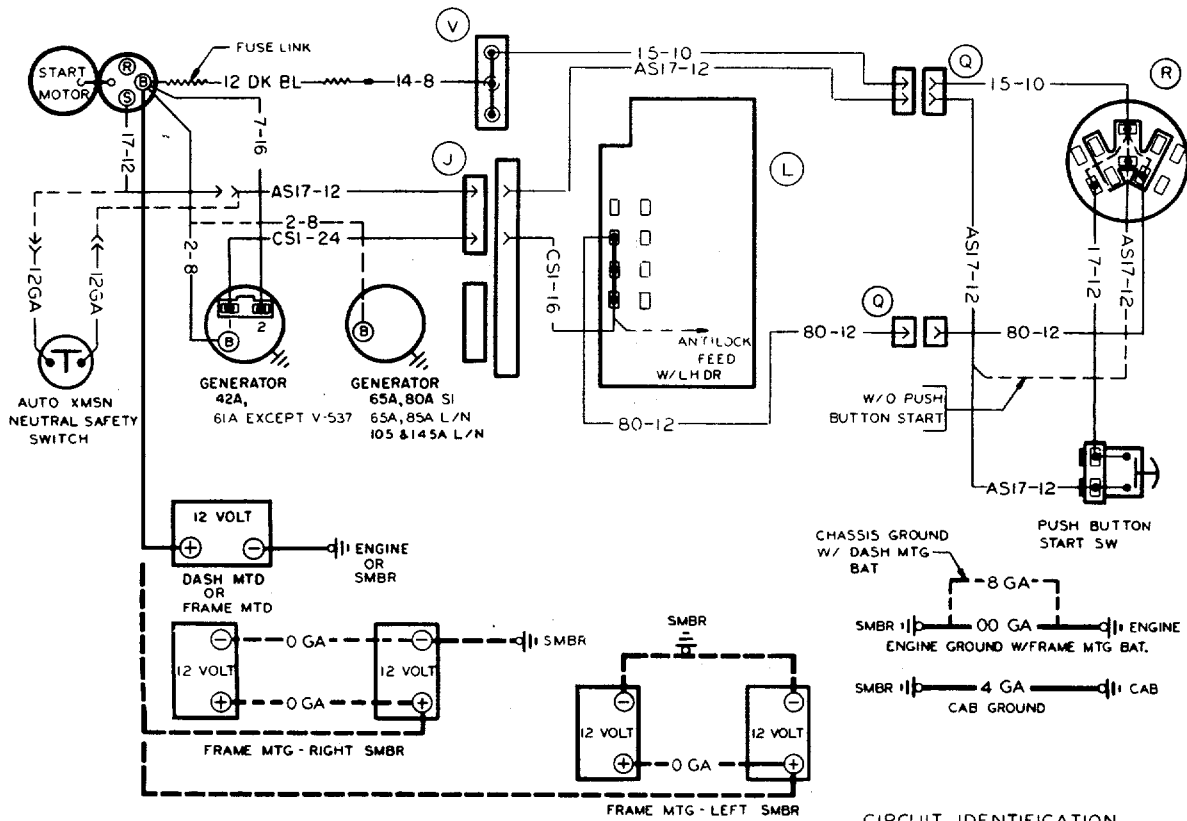 V
15-10
AS17-12
Q
15-10
R
FUSE LINK
START
MOTOR
R
B
S
12 DK BL
14-8
17-12
7-16
J
L
AS17-12
2-8
CS1-24
12GA
12GA
2-8
CS1-16
AS17-12
17-12
AS17-12
2
B
B
Q
80-12
80-12
ANTILOCK
FEED
W/LH DR
GENERATOR
42A,
61A EXCEPT V-537
GENERATOR
65A, 80A SI
65A, 85A L/N
105 & 145A L/N
AUTO XMSN
NEUTRAL SAFETY
SWITCH
80-12
W/O PUSH
BUTTON START
AS17-12
PUSH BUTTON
START SW
12 VOLT
+
−
ENGINE
OR
SMBR
DASH MTD
OR
FRAME MTD
CHASSIS GROUND
W/ DASH MTG
BAT
8 GA
SMBR
00 GA
ENGINE
ENGINE GROUND W/FRAME MTG BAT.
SMBR
4 GA
CAB
CAB GROUND
−
0 GA
−
SMBR
12 VOLT
12 VOLT
+
0 GA
+
FRAME MTG - RIGHT SMBR
SMBR
−
−
12 VOLT
12 VOLT
+
0 GA
+
FRAME MTG - LEFT SMBR
CIRCUIT IDENTIFICATION